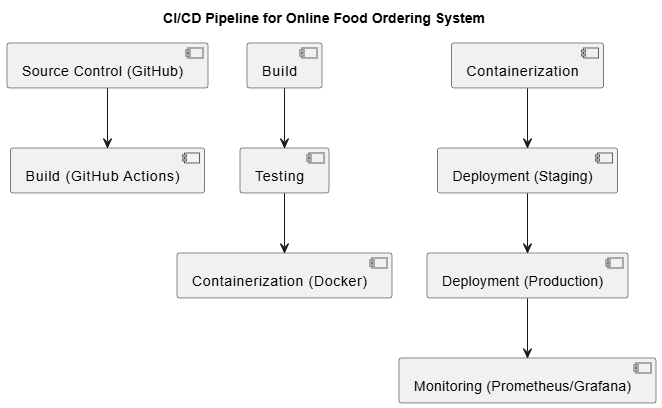 CI/CD Pipeline for Online Food Ordering System
Source Control (GitHub)
Build
Containerization
Build (GitHub Actions)
Testing
Deployment (Staging)
Containerization (Docker)
Deployment (Production)
Monitoring (Prometheus/Grafana)